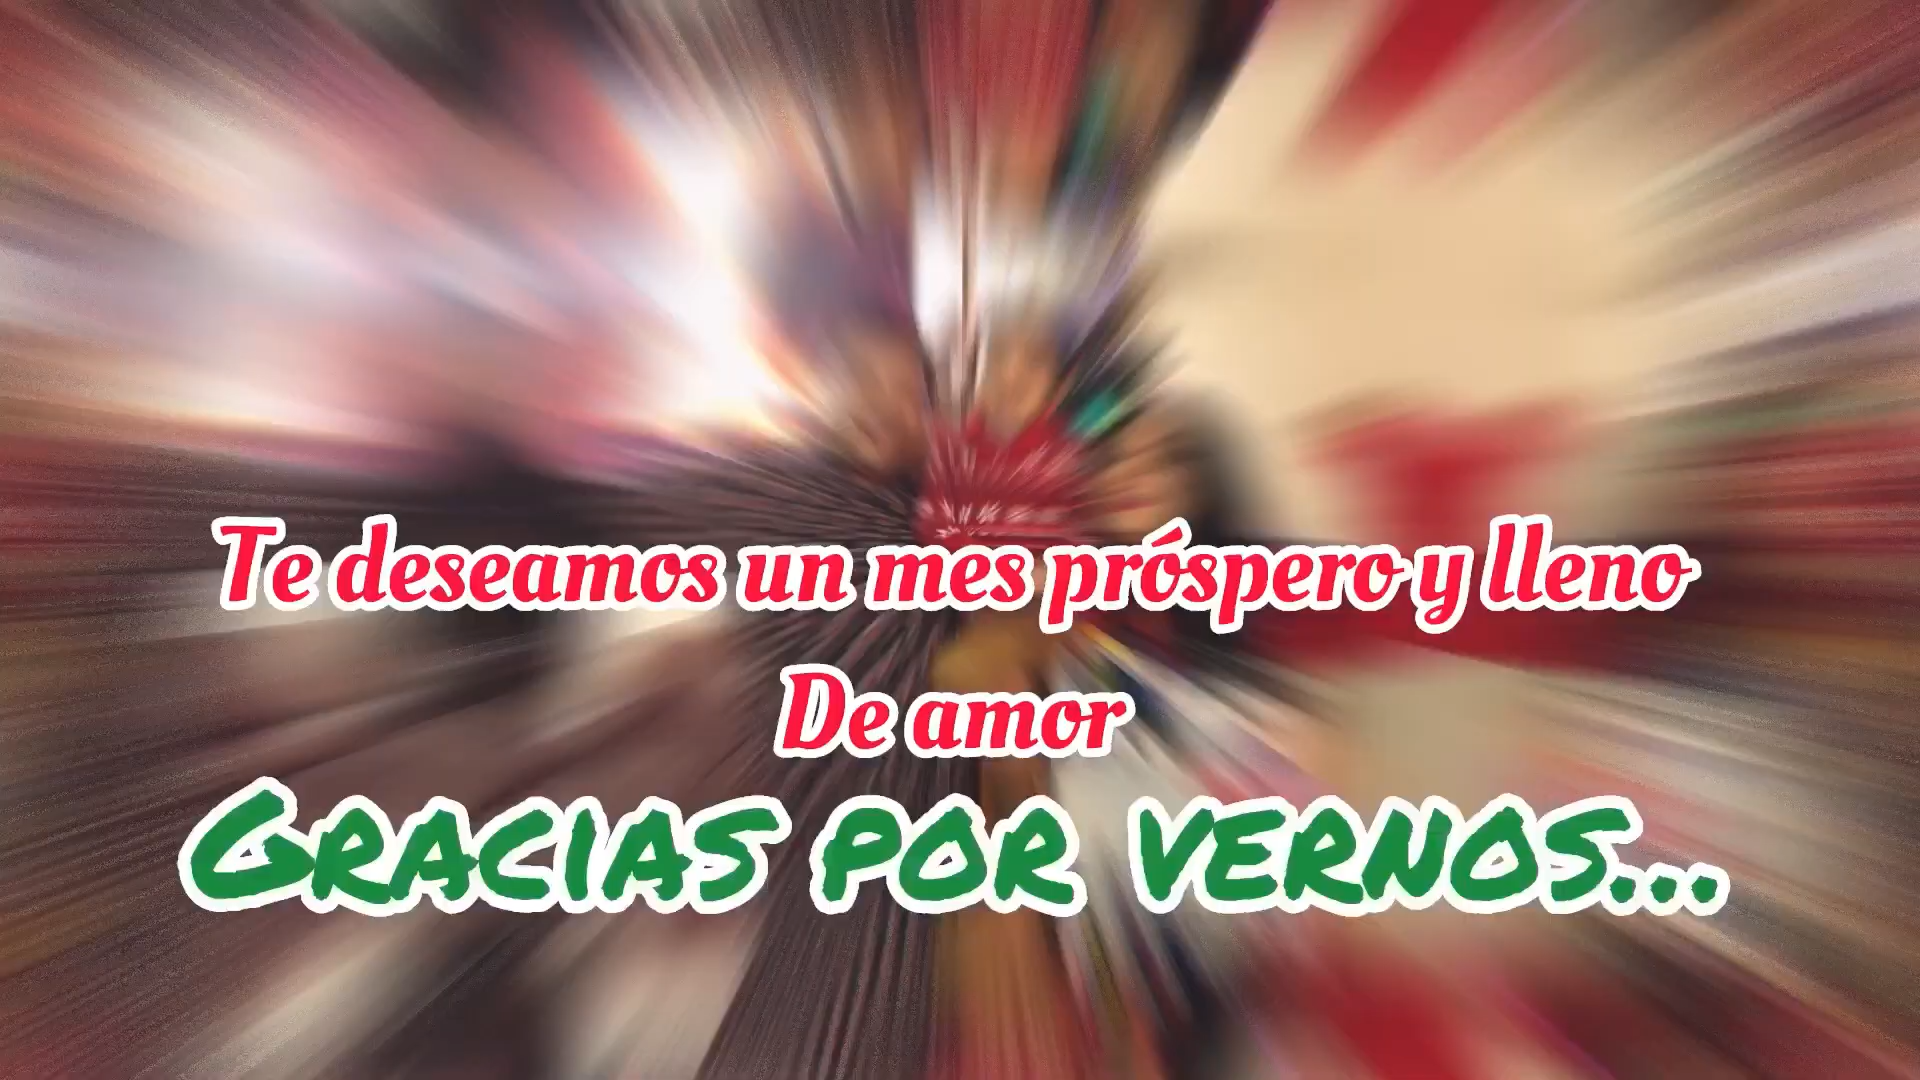 Te deseamos un mes próspero y lleno
De amor
Gracias por vernos...